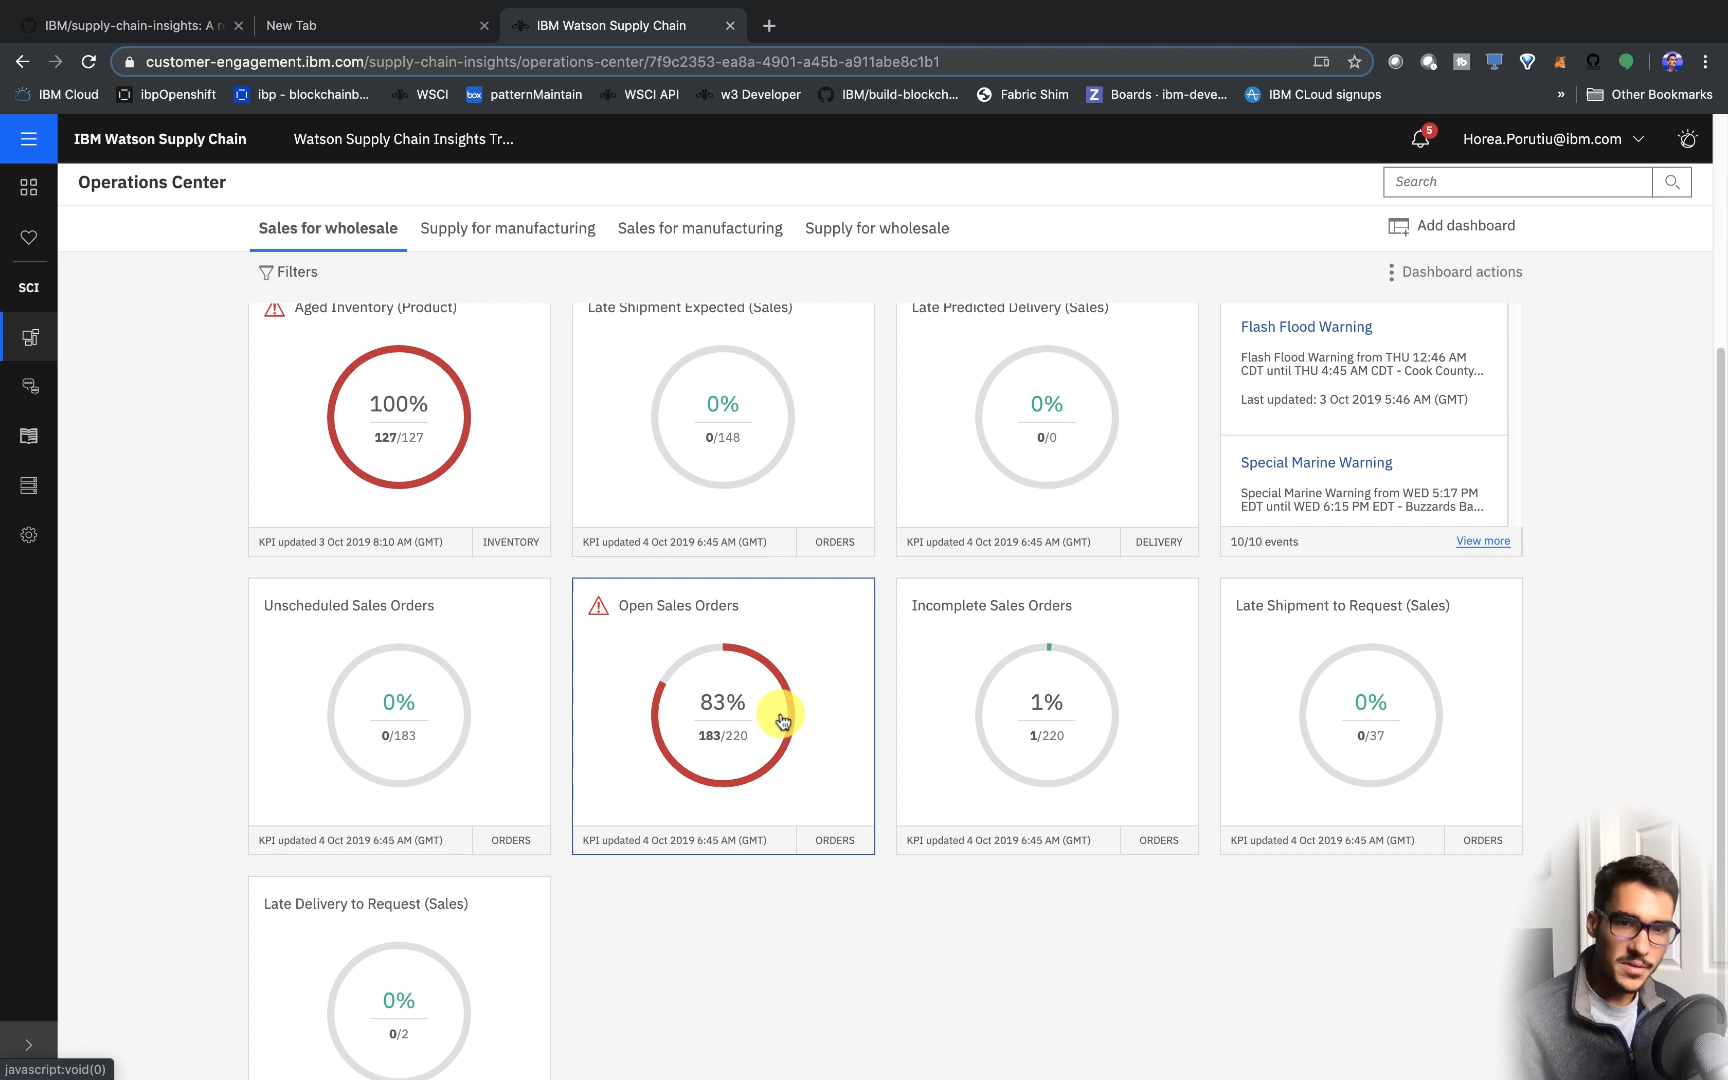 IBM/supply-chain-insights: A r
New Tab
IBM Watson Supply Chain
customer-engagement.ibm.com/supply-chain-insights/operations-center/7f9c2353-ea8a-4901-a45b-a911abe8c1b1
IBM Cloud
ibpOpenshift
ibp - blockchainb...
WSCI
box
patternMaintain
WSCI API
w3 Developer
IBM/build-blockch...
Fabric Shim
Z
Boards · ibm-deve...
IBM CLoud signups
»
Other Bookmarks
IBM Watson Supply Chain
Watson Supply Chain Insights Tr...
5
Horea.Porutiu@ibm.com
Operations Center
Search
SCI
Sales for wholesale
Supply for manufacturing
Sales for manufacturing
Supply for wholesale
Add dashboard
Filters
Dashboard actions
Aged Inventory (Product)
100%
127/127
KPI updated 3 Oct 2019 8:10 AM (GMT)
INVENTORY
Late Shipment Expected (Sales)
0%
0/148
KPI updated 4 Oct 2019 6:45 AM (GMT)
ORDERS
Late Predicted Delivery (Sales)
0%
0/0
KPI updated 4 Oct 2019 6:45 AM (GMT)
DELIVERY
Flash Flood Warning
Flash Flood Warning from THU 12:46 AM
CDT until THU 4:45 AM CDT - Cook County...
Last updated: 3 Oct 2019 5:46 AM (GMT)
Special Marine Warning
Special Marine Warning from WED 5:17 PM
EDT until WED 6:15 PM EDT - Buzzards Ba...
10/10 events
View more
Unscheduled Sales Orders
0%
0/183
KPI updated 4 Oct 2019 6:45 AM (GMT)
ORDERS
Open Sales Orders
83%
183/220
KPI updated 4 Oct 2019 6:45 AM (GMT)
ORDERS
Incomplete Sales Orders
1%
1/220
KPI updated 4 Oct 2019 6:45 AM (GMT)
ORDERS
Late Shipment to Request (Sales)
0%
0/37
KPI updated 4 Oct 2019 6:45 AM (GMT)
ORDERS
Late Delivery to Request (Sales)
0%
0/2
javascript:void(0)